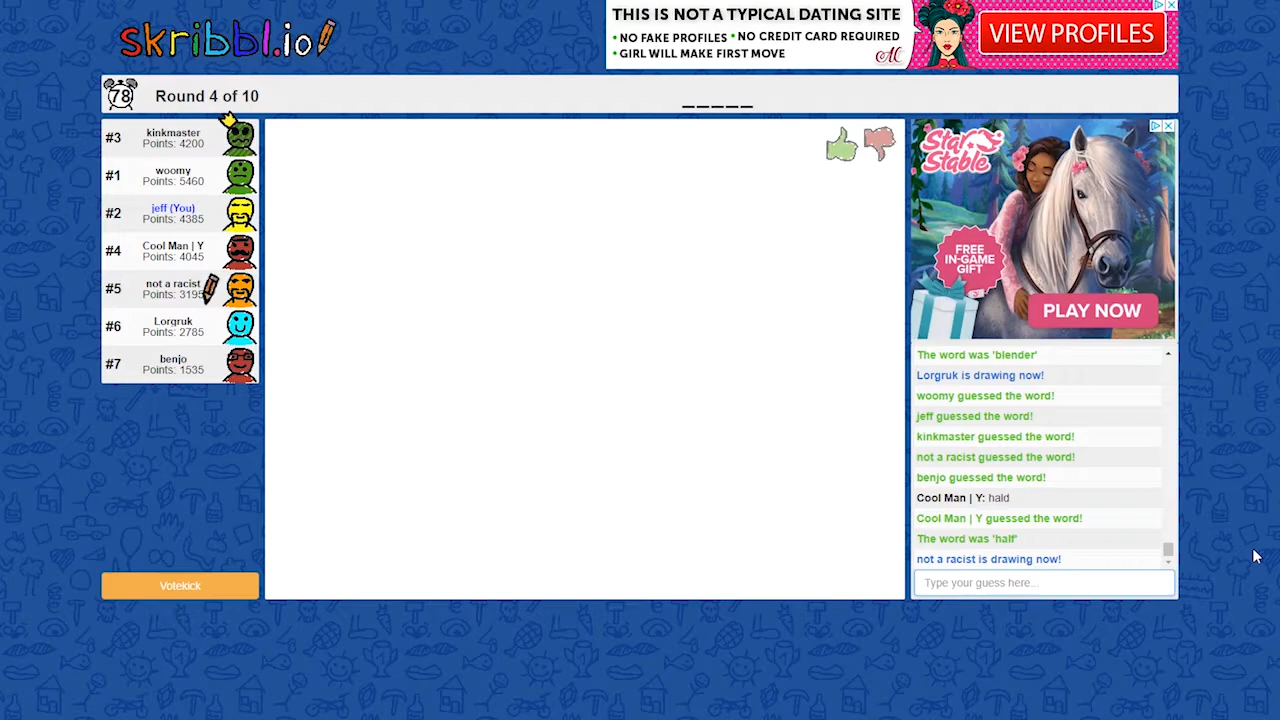 skribbl.io
THIS IS NOT A TYPICAL DATING SITE
• NO FAKE PROFILES • NO CREDIT CARD REQUIRED
• GIRL WILL MAKE FIRST MOVE
VIEW PROFILES
78
Round 4 of 10
_ _ _ _ _
#3 kinkmaster
Points: 4200
#1 woomy
Points: 5460
#2 jeff (You)
Points: 4385
#4 Cool Man | Y
Points: 4045
#5 not a racist
Points: 3195
#6 Lorgruk
Points: 2785
#7 benjo
Points: 1535
Votekick
Star
Stable
FREE
IN-GAME
GIFT
PLAY NOW
The word was 'blender'
Lorgruk is drawing now!
woomy guessed the word!
jeff guessed the word!
kinkmaster guessed the word!
not a racist guessed the word!
benjo guessed the word!
Cool Man | Y: hald
Cool Man | Y guessed the word!
The word was 'half'
not a racist is drawing now!
Type your guess here...